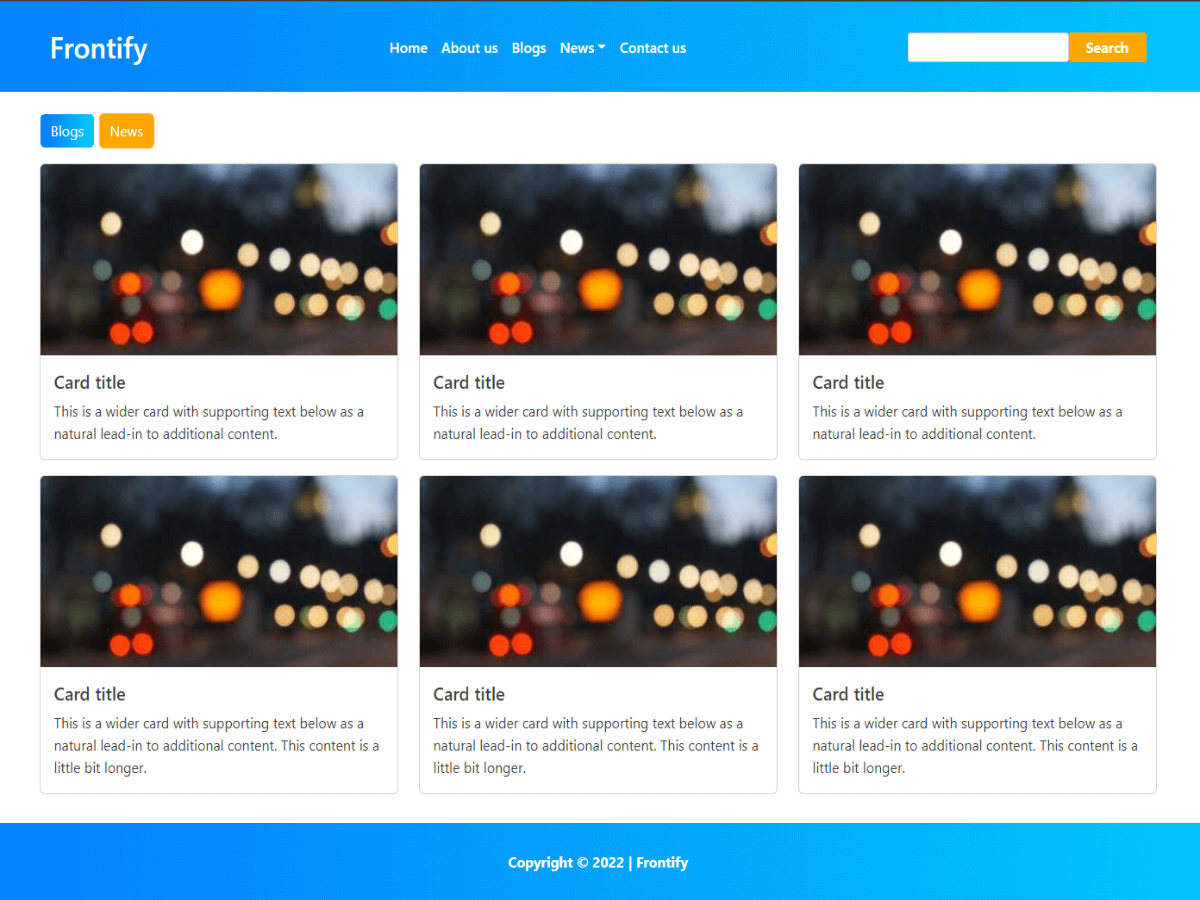 Frontify
Home About us Blogs News Contact us
Search
Blogs News
Card title
This is a wider card with supporting text below as a
natural lead-in to additional content.
Card title
This is a wider card with supporting text below as a
natural lead-in to additional content.
Card title
This is a wider card with supporting text below as a
natural lead-in to additional content.
Card title
This is a wider card with supporting text below as a
natural lead-in to additional content. This content is a
little bit longer.
Card title
This is a wider card with supporting text below as a
natural lead-in to additional content. This content is a
little bit longer.
Card title
This is a wider card with supporting text below as a
natural lead-in to additional content. This content is a
little bit longer.
Copyright © 2022 | Frontify